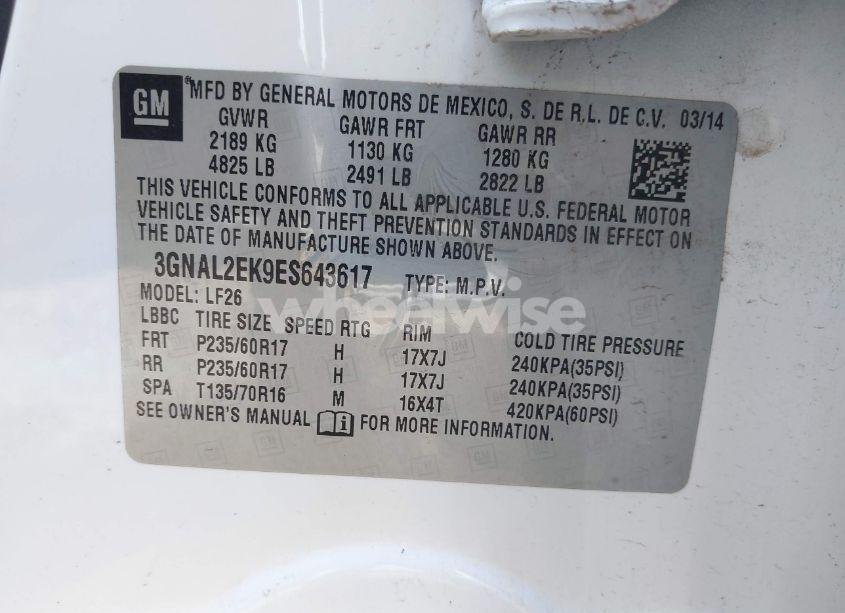 GM ® MFD BY GENERAL MOTORS DE MEXICO, S. DE R.L. DE C.V. 03/14
GVWR GAWR FRT GAWR RR
2189 KG 1130 KG 1280 KG
4825 LB 2491 LB 2822 LB
THIS VEHICLE CONFORMS TO ALL APPLICABLE U.S. FEDERAL MOTOR
VEHICLE SAFETY AND THEFT PREVENTION STANDARDS IN EFFECT ON
THE DATE OF MANUFACTURE SHOWN ABOVE.
3GNAL2EK9ES643617 TYPE: M.P.V.
MODEL: LF26
wheelwise
LBBC TIRE SIZE SPEED RTG RIM COLD TIRE PRESSURE
FRT P235/60R17 H 17X7J 240KPA(35PSI)
RR P235/60R17 H 17X7J 240KPA(35PSI)
SPA T135/70R16 M 16X4T 420KPA(60PSI)
SEE OWNER'S MANUAL i FOR MORE INFORMATION.